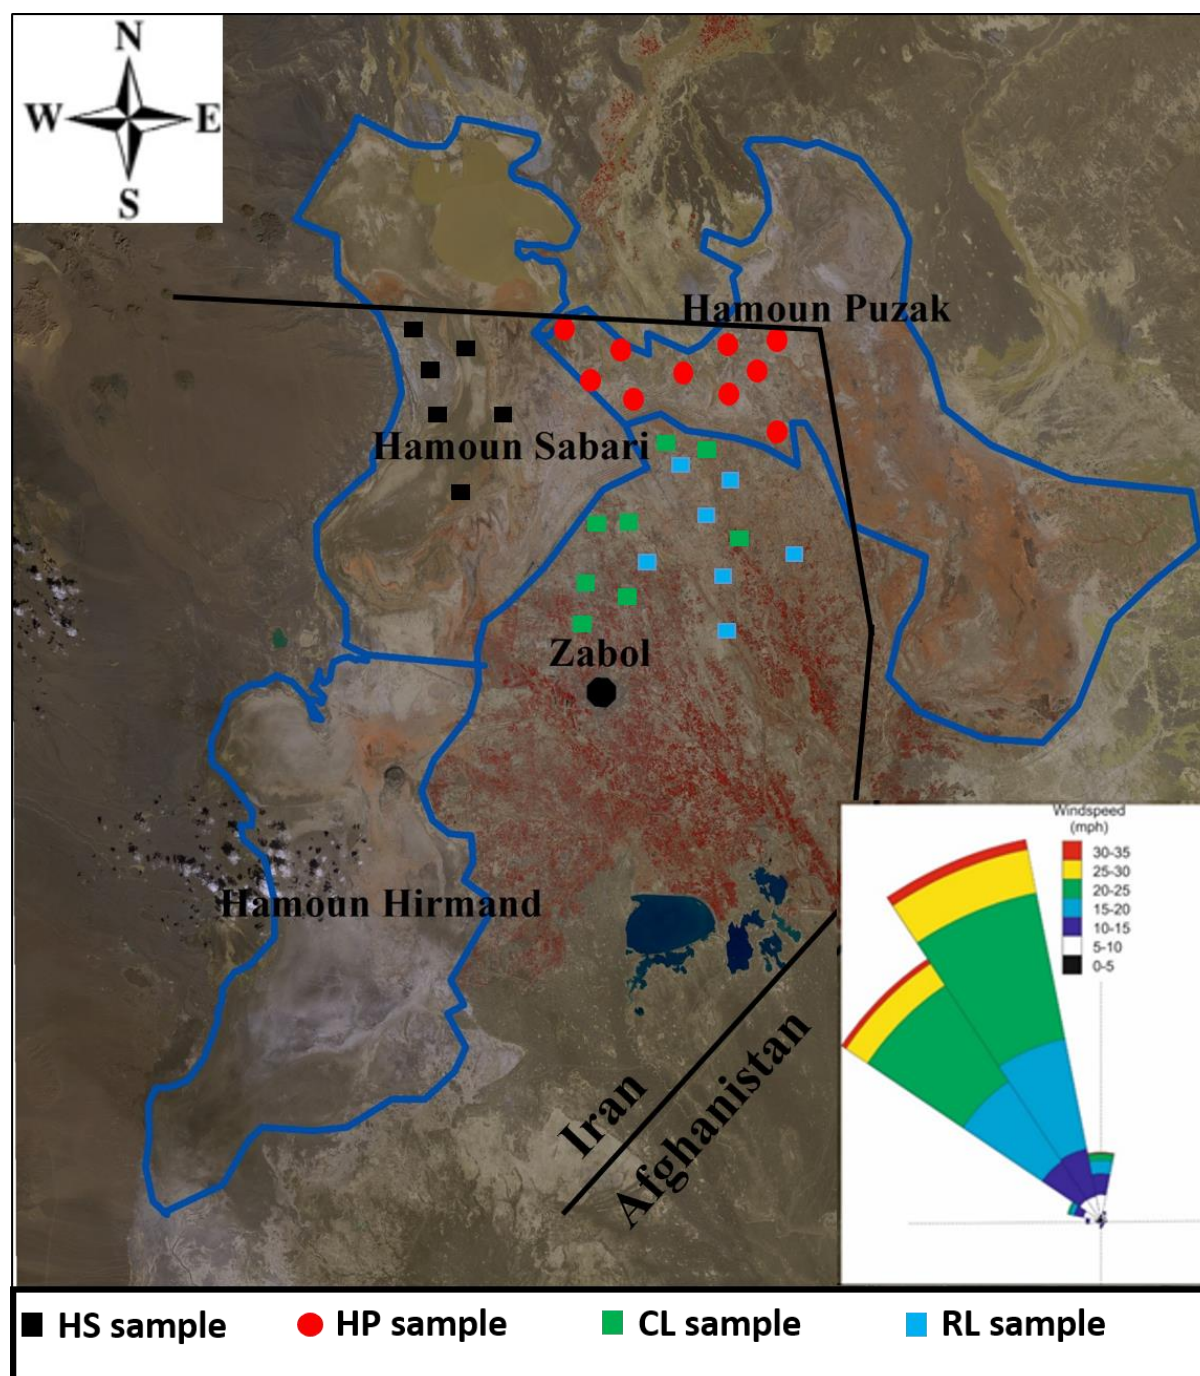 N
W E
S
Hamoun Puzak
Hamoun Sabari
Zabol
Hamoun Hirmand
Iran
Afghanistan
Windspeed
(mph)
30-35
25-30
20-25
15-20
10-15
5-10
0-5
HS sample HP sample CL sample RL sample